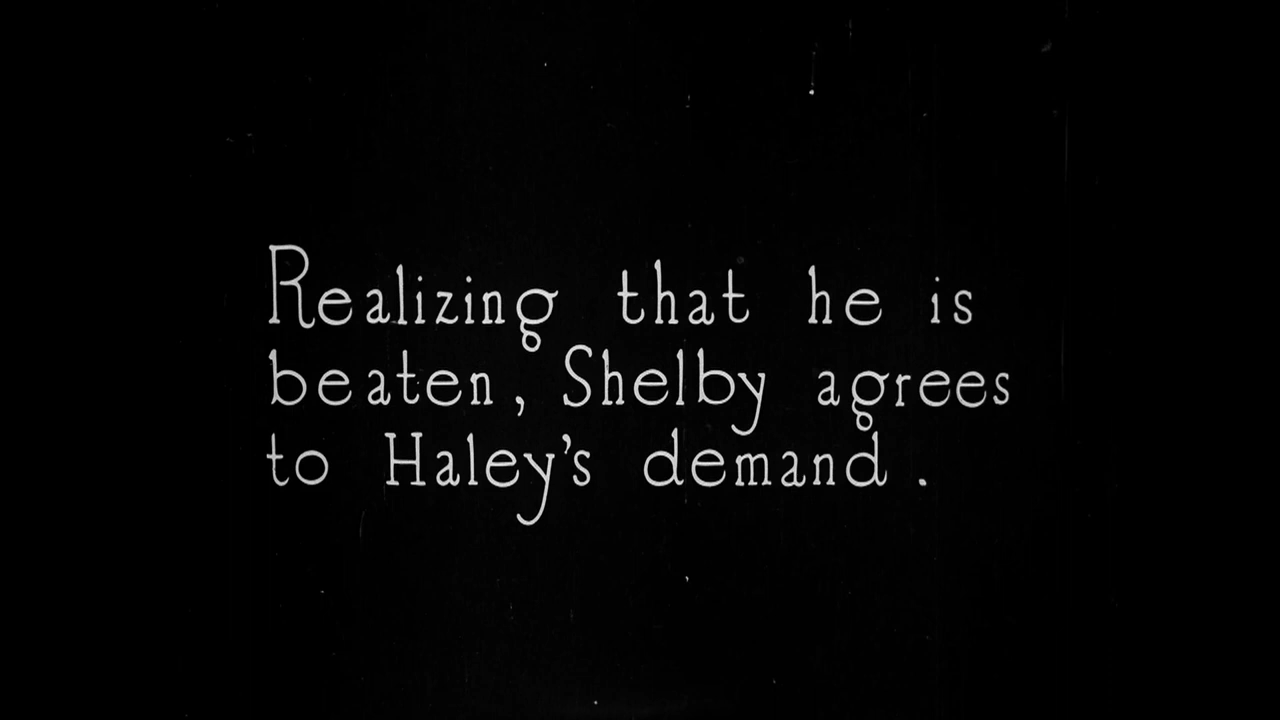 Realizing that he is
beaten, Shelby agrees
to Haley's demand.